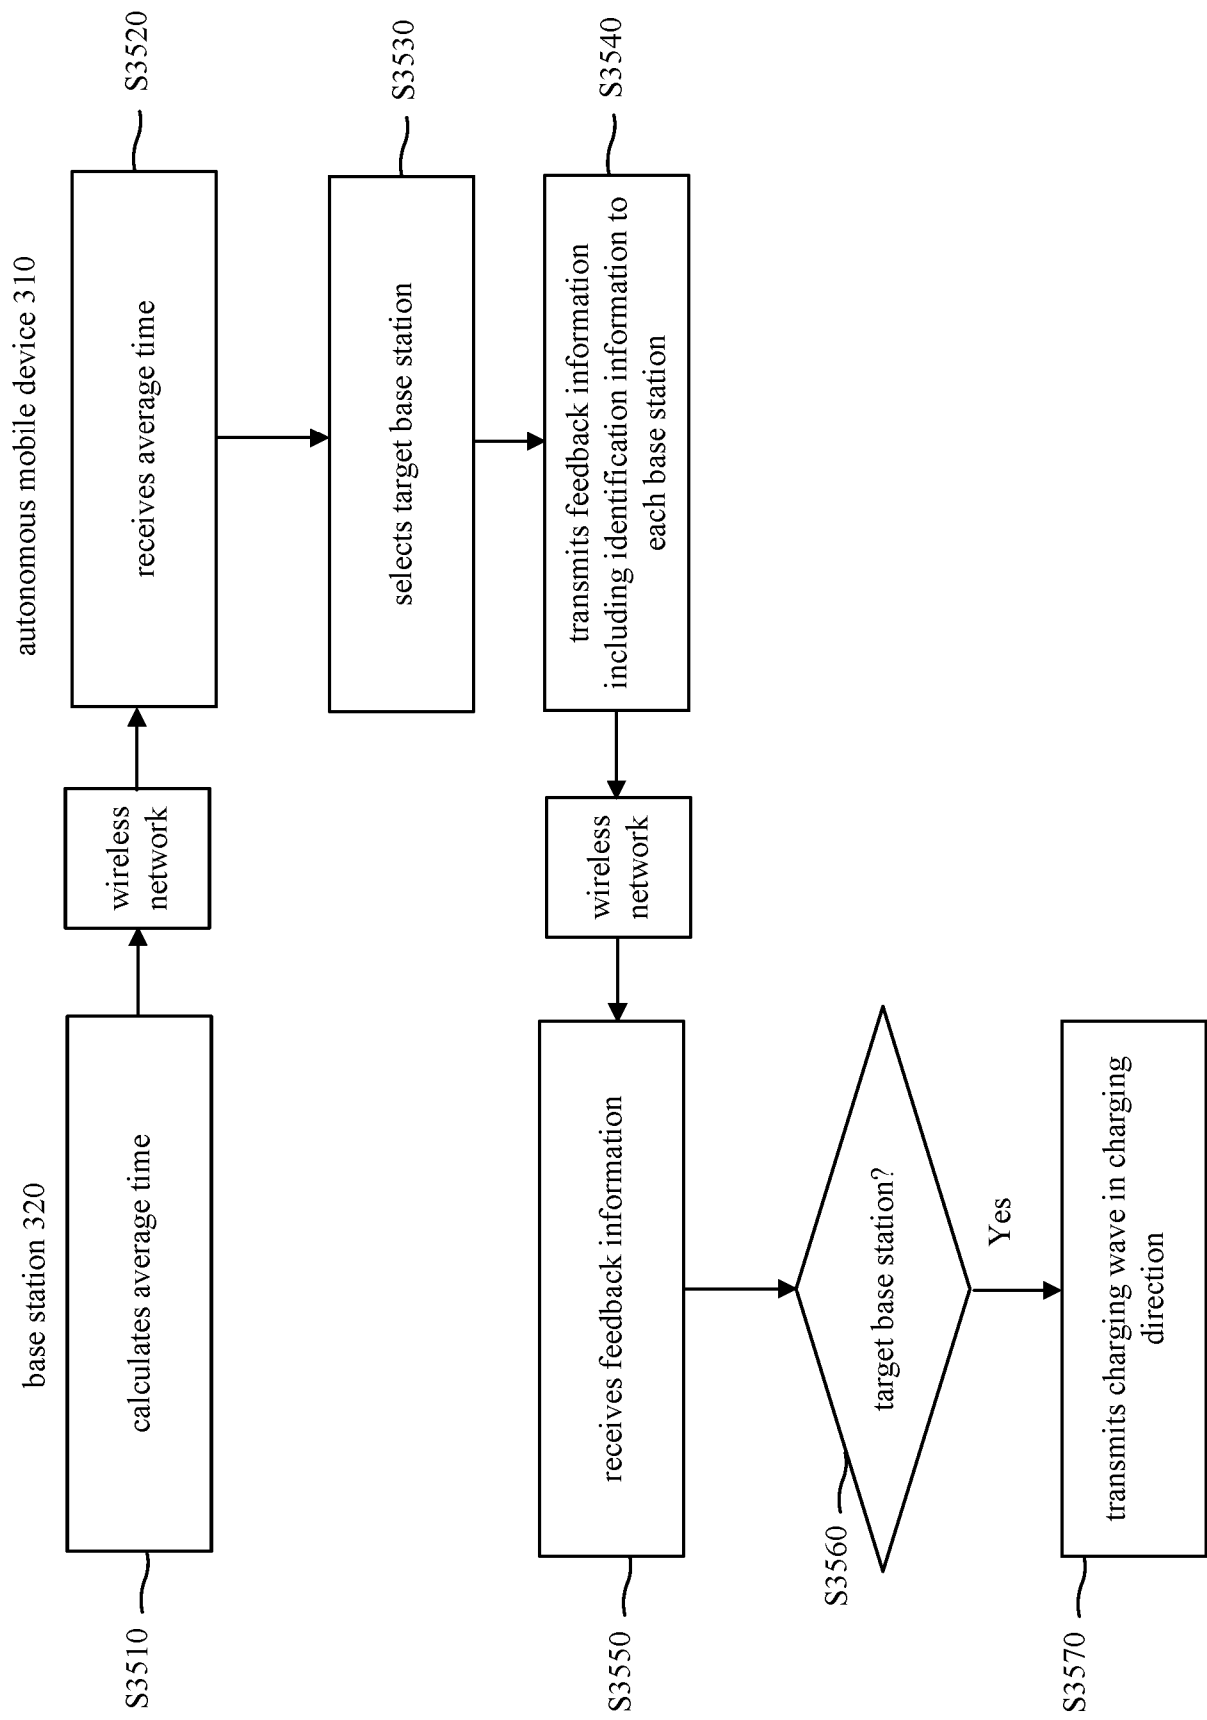 base station 320
autonomous mobile device 310
S3510
calculates average time
wireless
network
receives average time
S3520
selects target base station
S3530
transmits feedback information
including identification information to
each base station
S3540
wireless
network
S3550
receives feedback information
S3560
target base station?
Yes
S3570
transmits charging wave in charging
direction